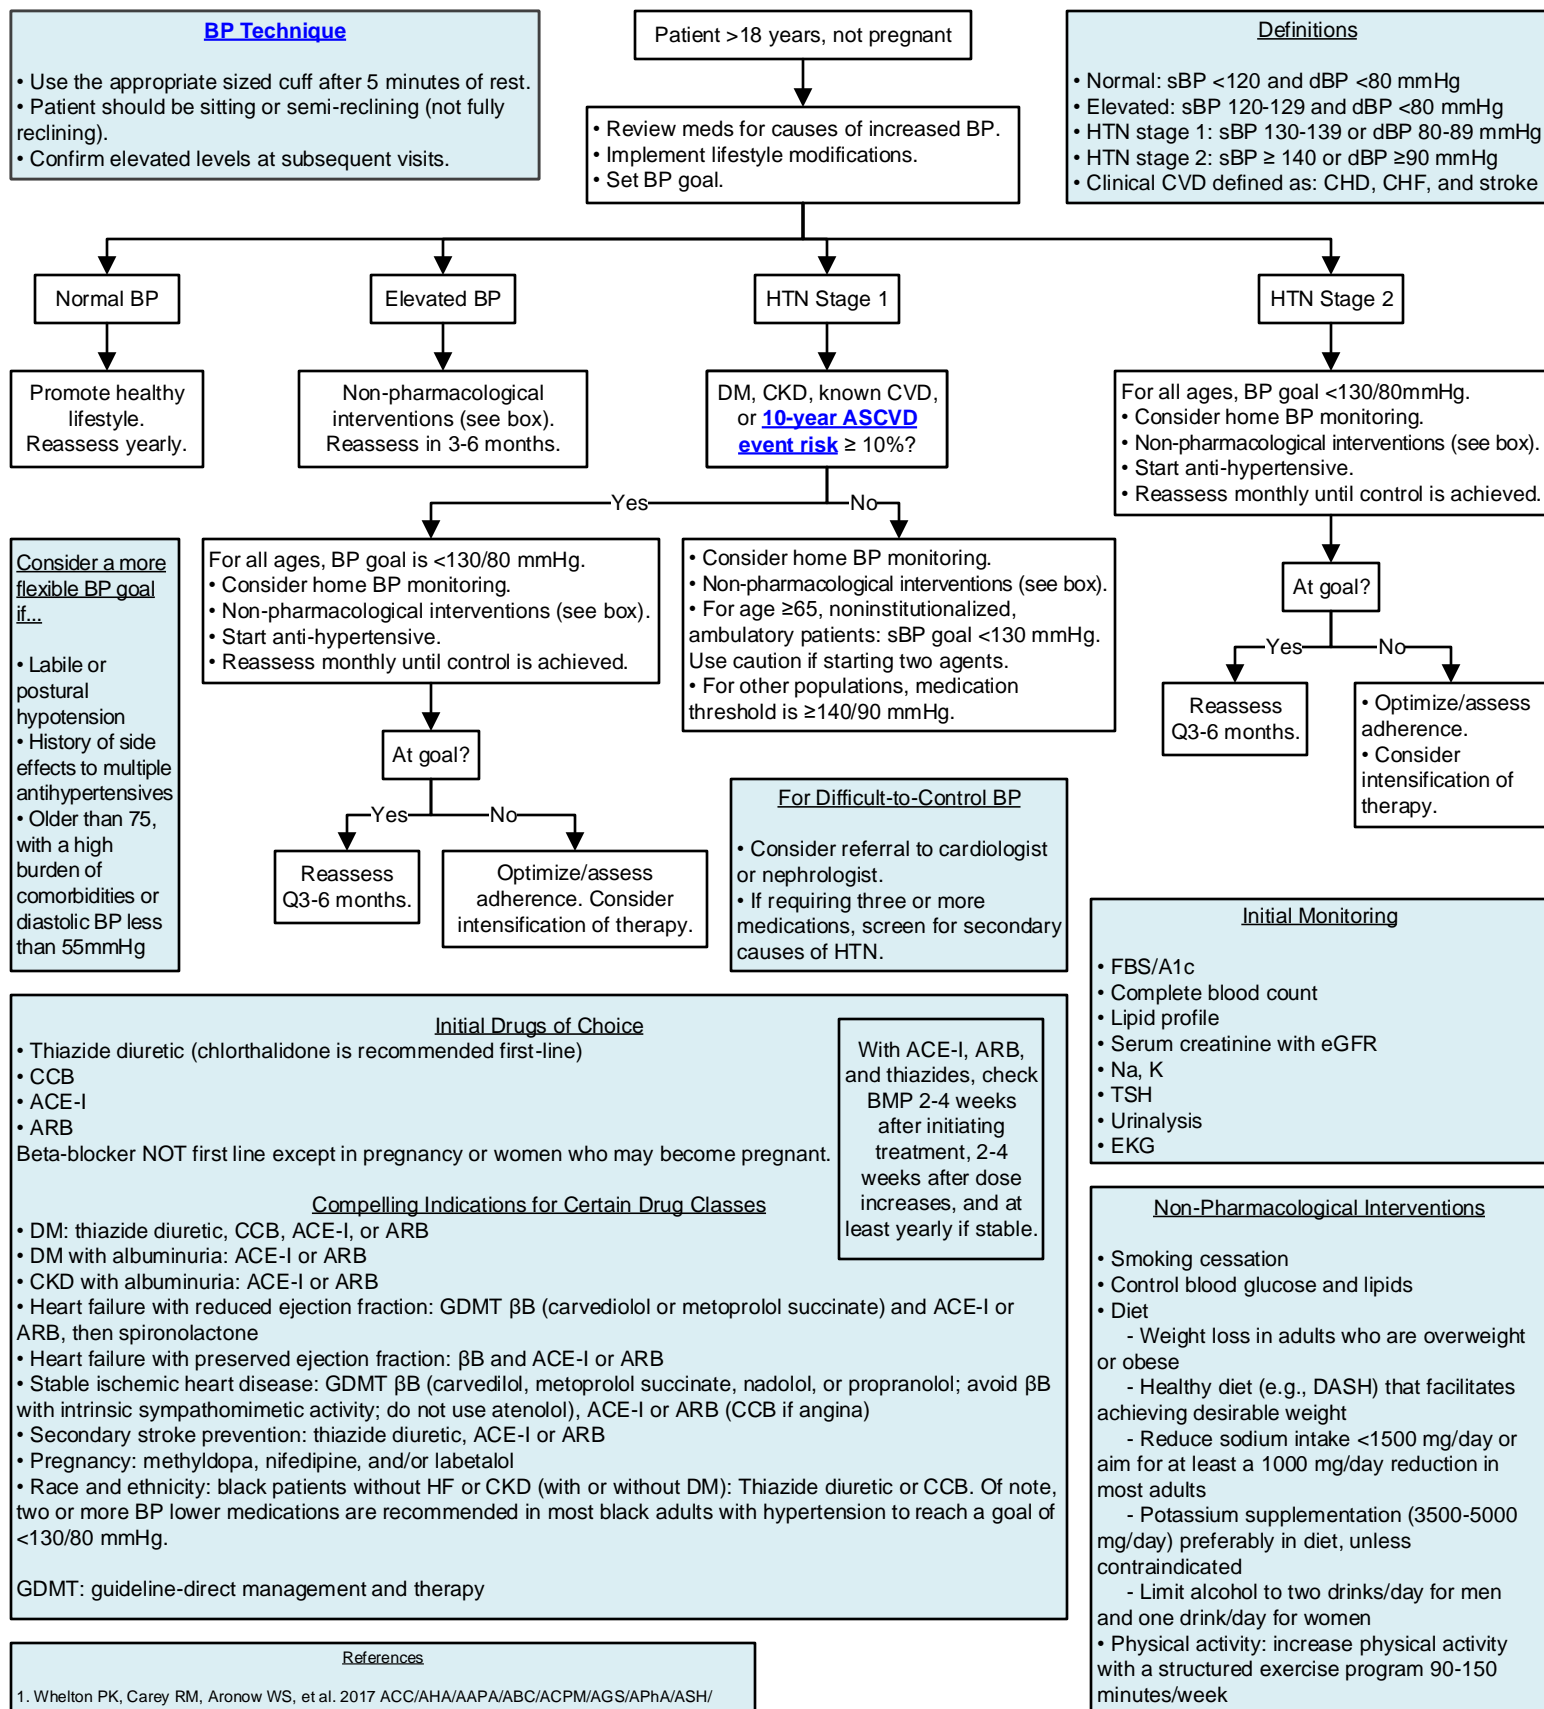 BP Technique
• Use the appropriate sized cuff after 5 minutes of rest.
• Patient should be sitting or semi-reclining (not fully
reclining).
• Confirm elevated levels at subsequent visits.
Patient >18 years, not pregnant
Definitions
• Normal: sBP <120 and dBP <80 mmHg
• Elevated: sBP 120-129 and dBP <80 mmHg
• HTN stage 1: sBP 130-139 or dBP 80-89 mmHg
• HTN stage 2: sBP ≥ 140 or dBP ≥90 mmHg
• Clinical CVD defined as: CHD, CHF, and stroke
• Review meds for causes of increased BP.
• Implement lifestyle modifications.
• Set BP goal.
Normal BP
Elevated BP
HTN Stage 1
HTN Stage 2
Promote healthy
lifestyle.
Reassess yearly.
Non-pharmacological
interventions (see box).
Reassess in 3-6 months.
DM, CKD, known CVD,
or 10-year ASCVD
event risk ≥ 10%?
For all ages, BP goal <130/80mmHg.
• Consider home BP monitoring.
• Non-pharmacological interventions (see box).
• Start anti-hypertensive.
• Reassess monthly until control is achieved.
Yes
No
Consider a more
flexible BP goal
if...
• Labile or
postural
hypotension
• History of side
effects to multiple
antihypertensives
• Older than 75,
with a high
burden of
comorbidities or
diastolic BP less
than 55mmHg
For all ages, BP goal is <130/80 mmHg.
• Consider home BP monitoring.
• Non-pharmacological interventions (see box).
• Start anti-hypertensive.
• Reassess monthly until control is achieved.
• Consider home BP monitoring.
• Non-pharmacological interventions (see box).
• For age ≥65, noninstitutionalized,
ambulatory patients: sBP goal <130 mmHg.
Use caution if starting two agents.
• For other populations, medication
threshold is ≥140/90 mmHg.
At goal?
Yes
No
Reassess
Q3-6 months.
• Optimize/assess
adherence.
• Consider
intensification of
therapy.
At goal?
Yes
No
Reassess
Q3-6 months.
Optimize/assess
adherence. Consider
intensification of therapy.
For Difficult-to-Control BP
• Consider referral to cardiologist
or nephrologist.
• If requiring three or more
medications, screen for secondary
causes of HTN.
Initial Monitoring
• FBS/A1c
• Complete blood count
• Lipid profile
• Serum creatinine with eGFR
• Na, K
• TSH
• Urinalysis
• EKG
Initial Drugs of Choice
• Thiazide diuretic (chlorthalidone is recommended first-line)
• CCB
• ACE-I
• ARB
Beta-blocker NOT first line except in pregnancy or women who may become pregnant.
With ACE-I, ARB,
and thiazides, check
BMP 2-4 weeks
after initiating
treatment, 2-4
weeks after dose
increases, and at
least yearly if stable.
Compelling Indications for Certain Drug Classes
• DM: thiazide diuretic, CCB, ACE-I, or ARB
• DM with albuminuria: ACE-I or ARB
• CKD with albuminuria: ACE-I or ARB
• Heart failure with reduced ejection fraction: GDMT βB (carvediolol or metoprolol succinate) and ACE-I or
ARB, then spironolactone
• Heart failure with preserved ejection fraction: βB and ACE-I or ARB
• Stable ischemic heart disease: GDMT βB (carvedilol, metoprolol succinate, nadolol, or propranolol; avoid βB
with intrinsic sympathomimetic activity; do not use atenolol), ACE-I or ARB (CCB if angina)
• Secondary stroke prevention: thiazide diuretic, ACE-I or ARB
• Pregnancy: methyldopa, nifedipine, and/or labetalol
• Race and ethnicity: black patients without HF or CKD (with or without DM): Thiazide diuretic or CCB. Of note,
two or more BP lower medications are recommended in most black adults with hypertension to reach a goal of
<130/80 mmHg.
GDMT: guideline-direct management and therapy
Non-Pharmacological Interventions
• Smoking cessation
• Control blood glucose and lipids
• Diet
- Weight loss in adults who are overweight
or obese
- Healthy diet (e.g., DASH) that facilitates
achieving desirable weight
- Reduce sodium intake <1500 mg/day or
aim for at least a 1000 mg/day reduction in
most adults
- Potassium supplementation (3500-5000
mg/day) preferably in diet, unless
contraindicated
- Limit alcohol to two drinks/day for men
and one drink/day for women
• Physical activity: increase physical activity
with a structured exercise program 90-150
minutes/week
References
1. Whelton PK, Carey RM, Aronow WS, et al. 2017 ACC/AHA/AAPA/ABC/ACPM/AGS/APhA/ASH/